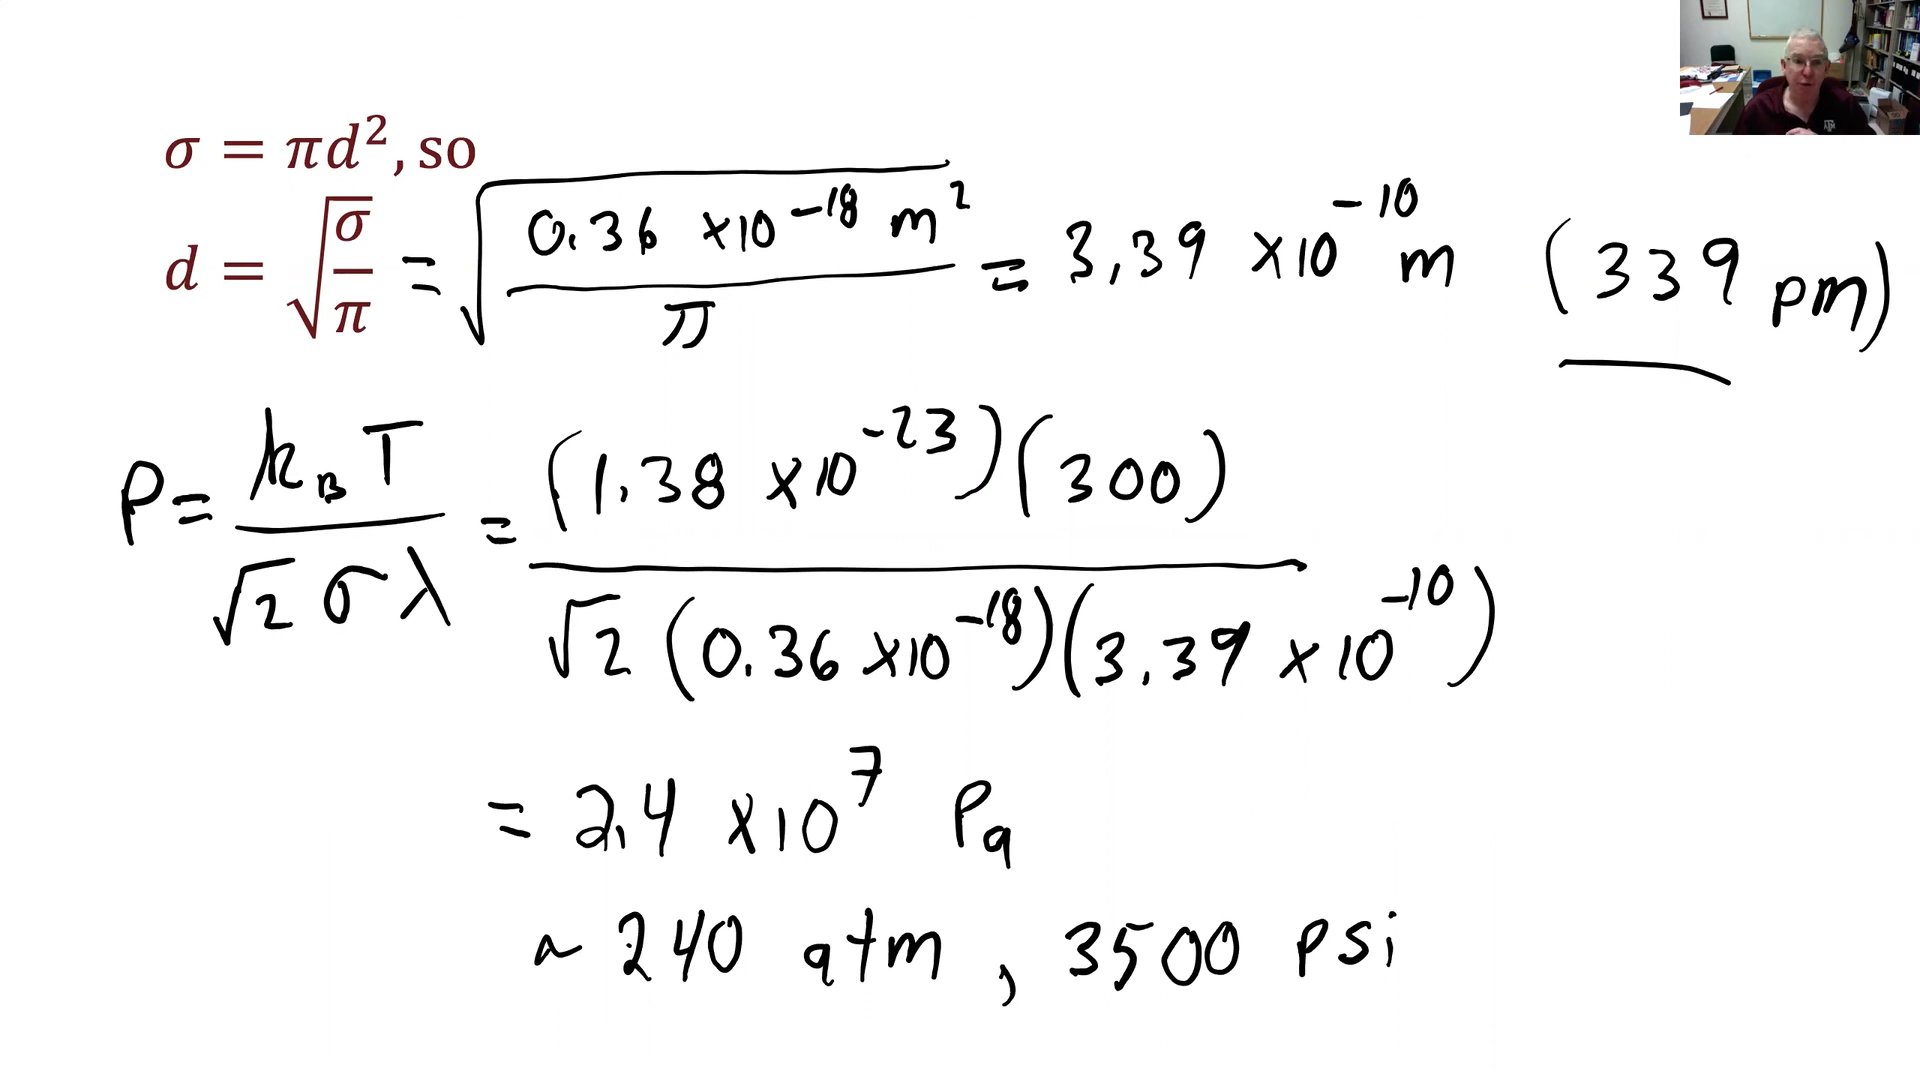 σ = πd², so
d = √(σ/π) = √(0.36 ×10⁻¹⁸ m² / π) = 3.39 ×10⁻¹⁰ m (339 pm)
P = k_B T / (√2 σ λ) = (1.38 ×10⁻²³)(300) / (√2 (0.36 ×10⁻¹⁸)(3.39 ×10⁻¹⁰))
= 2.4 ×10⁷ Pa
~ 240 atm, 3500 psi